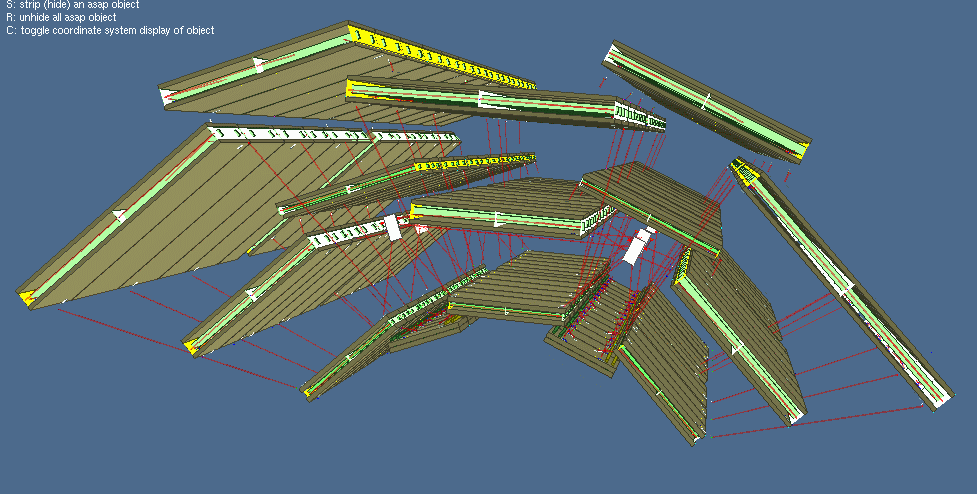 S: strip (hide) an asap object
R: unhide all asap object
C: toggle coordinate system display of object